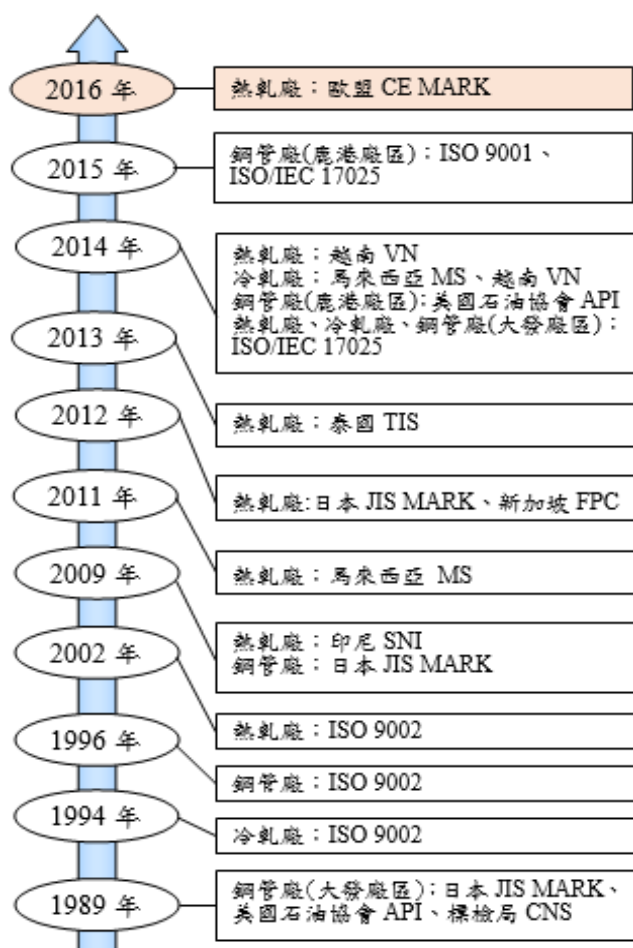 2016 年
熱軋廠：歐盟 CE MARK
2015 年
鋼管廠(鹿港廠區)：ISO 9001、
ISO/IEC 17025
2014 年
熱軋廠：越南 VN
冷軋廠：馬來西亞 MS、越南 VN
鋼管廠(鹿港廠區)：美國石油協會 API
熱軋廠、冷軋廠、鋼管廠(大發廠區)：
ISO/IEC 17025
2013 年
熱軋廠：泰國 TIS
2012 年
熱軋廠:日本 JIS MARK、新加坡 FPC
2011 年
熱軋廠：馬來西亞 MS
2009 年
熱軋廠：印尼 SNI
鋼管廠：日本 JIS MARK
2002 年
熱軋廠：ISO 9002
1996 年
鋼管廠：ISO 9002
1994 年
冷軋廠：ISO 9002
1989 年
鋼管廠(大發廠區)：日本 JIS MARK、
美國石油協會 API、標檢局 CNS